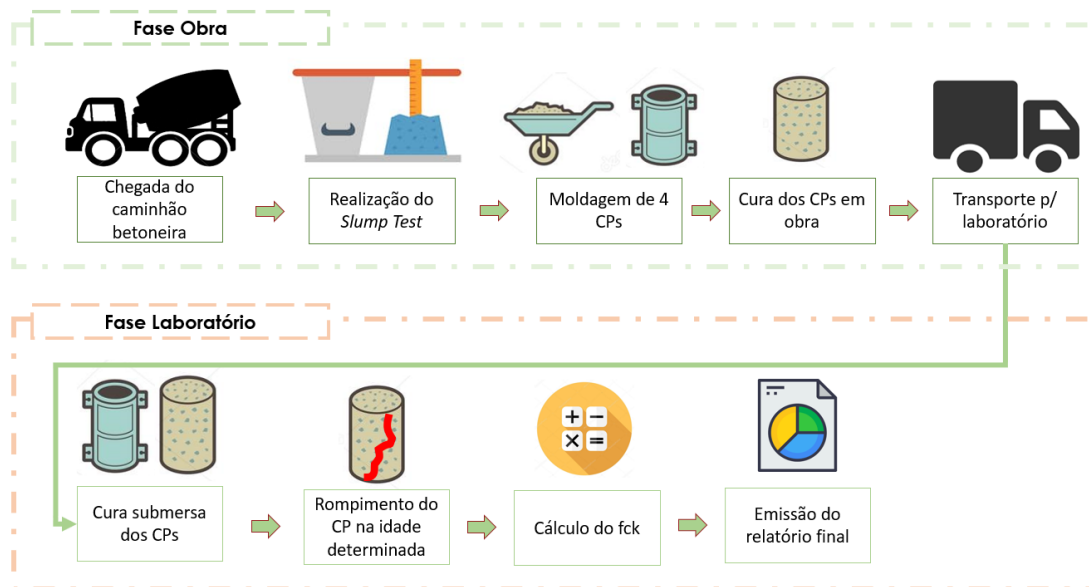 Fase Obra
Chegada do
caminhão
betoneira
Realização do
Slump Test
Moldagem de 4
CPs
Cura dos CPs em
obra
Transporte p/
laboratório
Fase Laboratório
Cura submersa
dos CPs
Rompimento do
CP na idade
determinada
Cálculo do fck
Emissão do
relatório final